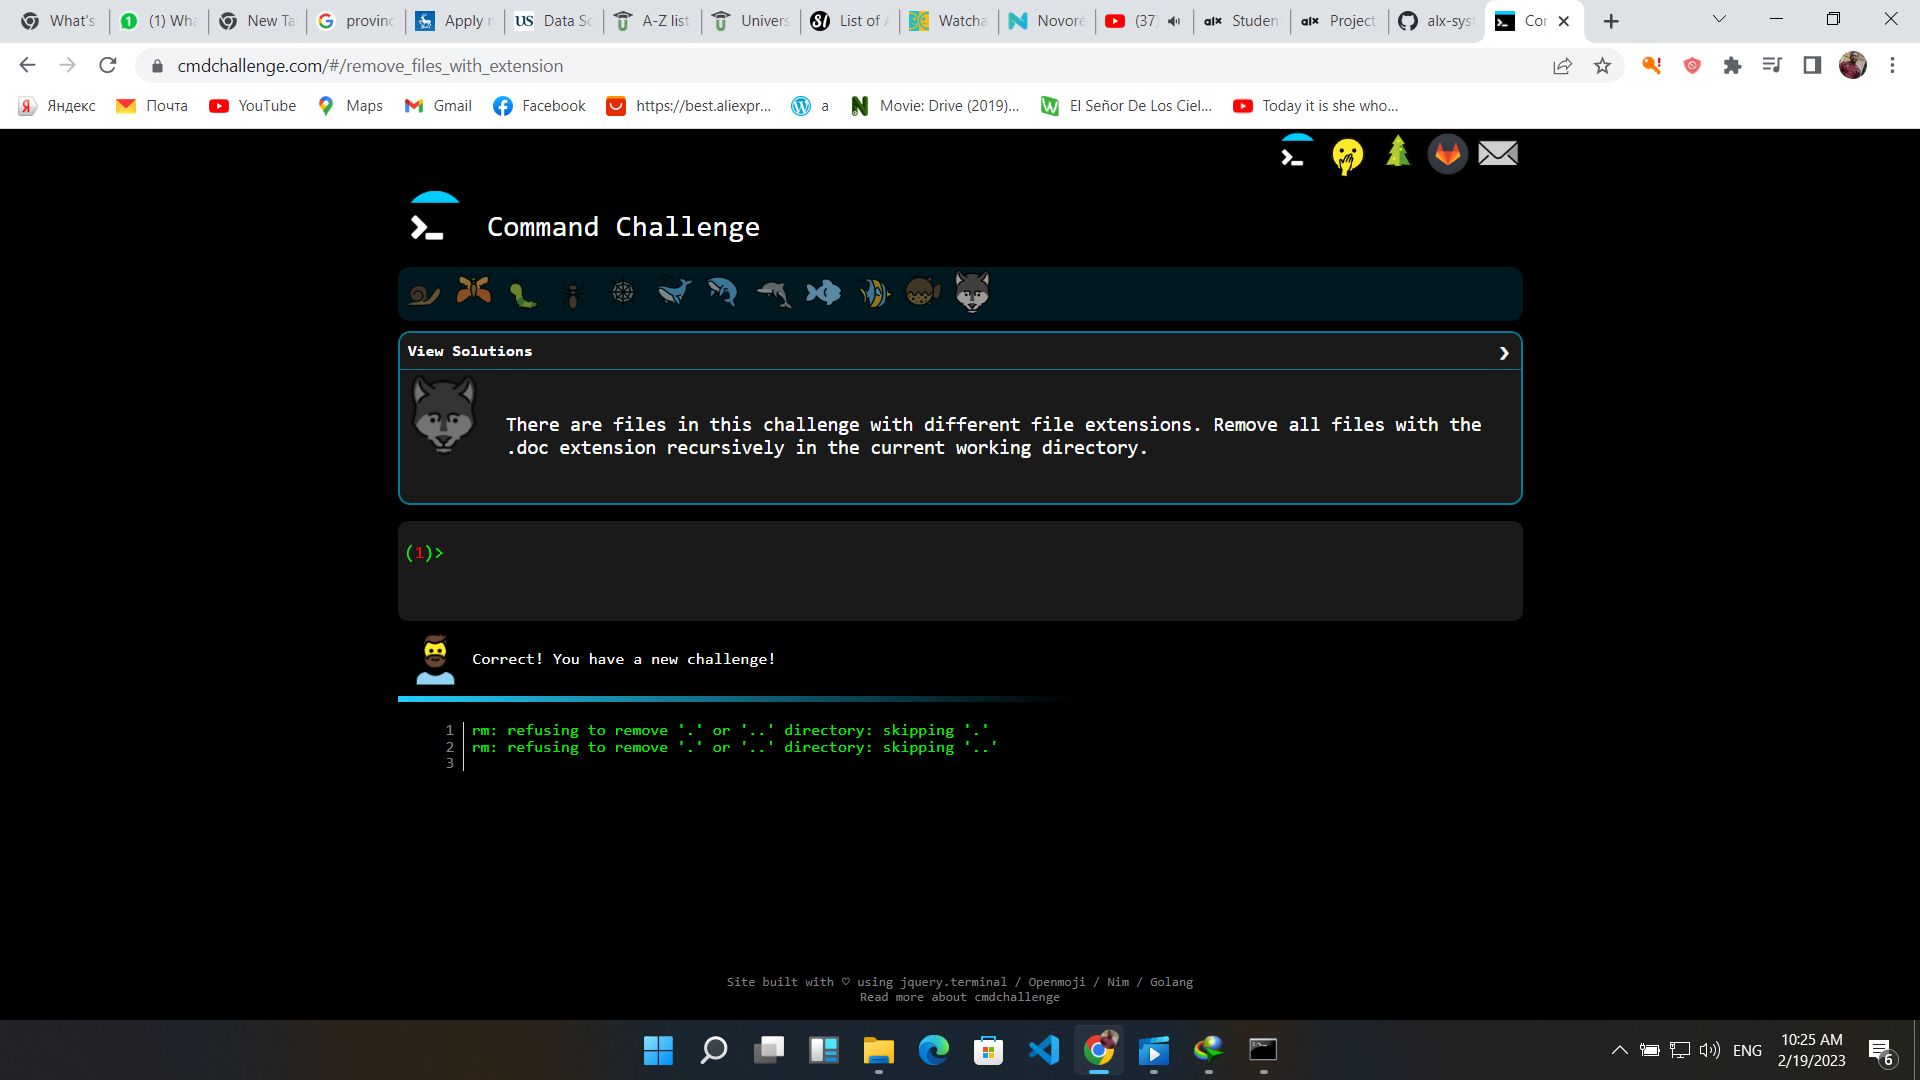 What's
(1) Wha
New Ta
provinc
Apply n
Data Sc
A-Z list
Univers
List of A
Watcha
Novoré
(37)
Studen
Project
alx-syst
Cor
cmdchallenge.com/#/remove_files_with_extension
Яндекс
Почта
YouTube
Maps
Gmail
Facebook
https://best.aliexpr...
a
Movie: Drive (2019)...
El Señor De Los Ciel...
Today it is she who...
Command Challenge
View Solutions
There are files in this challenge with different file extensions. Remove all files with the
.doc extension recursively in the current working directory.
(1)>
Correct! You have a new challenge!
1 rm: refusing to remove '.' or '..' directory: skipping '.'
2 rm: refusing to remove '.' or '..' directory: skipping '..'
3
Site built with ♡ using jquery.terminal / Openmoji / Nim / Golang
Read more about cmdchallenge
ENG
10:25 AM
2/19/2023
6